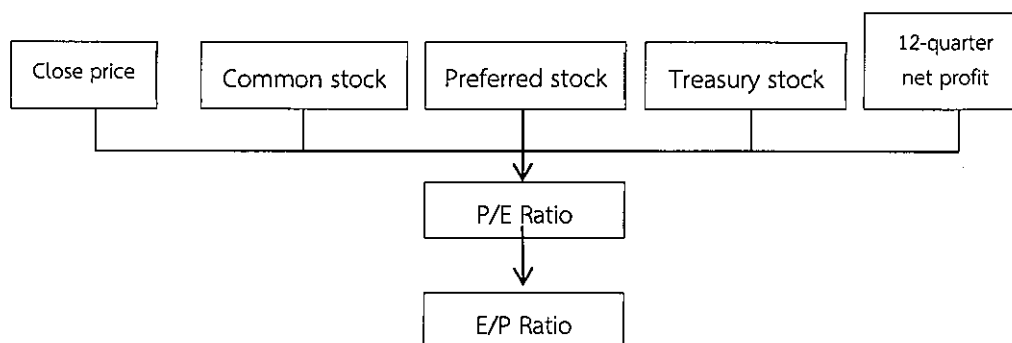 Close price
Common stock
Preferred stock
Treasury stock
12-quarter
net profit
P/E Ratio
E/P Ratio